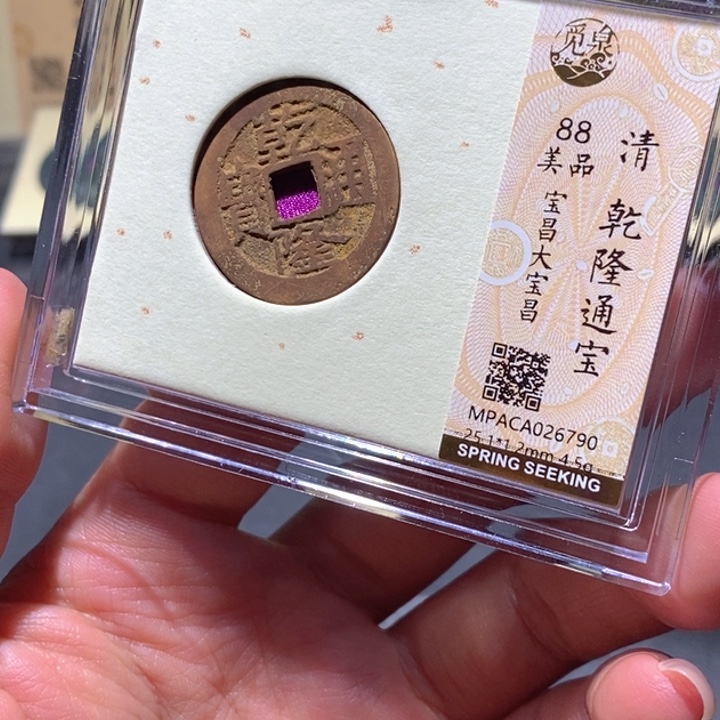 乾隆通寳
觅泉
清 乾隆通宝
88
美品
宝昌大宝昌
MPACA026790
25.1*1.2mm 4.5g
SPRING SEEKING